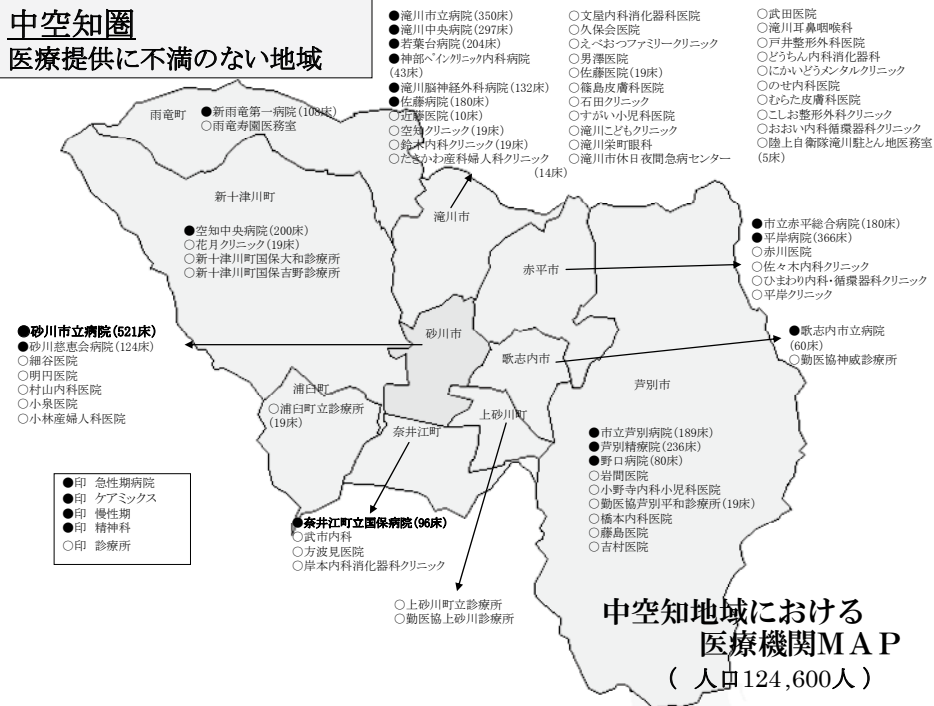 中空知圏
医療提供に不満のない地域
●滝川市立病院(350床)
●滝川中央病院(297床)
●若葉台病院(204床)
●神部ペインクリニック内科病院
(43床)
●滝川脳神経外科病院(132床)
●佐藤病院(180床)
○近藤医院(10床)
○空知クリニック(19床)
○鈴木内科クリニック(19床)
○たきかわ産科婦人科クリニック
(14床)
○文屋内科消化器科医院
○久保会医院
○えべおつファミリークリニック
○男澤医院
○佐藤医院(19床)
○篠島皮膚科医院
○石田クリニック
○すがい小児科医院
○滝川こどもクリニック
○滝川栄町眼科
○滝川市休日夜間急病センター
○武田医院
○滝川耳鼻咽喉科
○戸井整形外科医院
○どうちん内科消化器科
○にかいどうメンタルクリニック
○のせ内科医院
○むらた皮膚科医院
○こしお整形外科クリニック
○おおい内科循環器科クリニック
○陸上自衛隊滝川駐とん地医務室
(5床)
雨竜町
●新雨竜第一病院(108床)
○雨竜寿園医務室
新十津川町
●空知中央病院(200床)
○花月クリニック(19床)
○新十津川町国保大和診療所
○新十津川町国保吉野診療所
滝川市
赤平市
●市立赤平総合病院(180床)
●平岸病院(366床)
○赤川医院
○佐々木内科クリニック
○ひまわり内科・循環器科クリニック
○平岸クリニック
●砂川市立病院(521床)
●砂川慈恵会病院(124床)
○細谷医院
○明円医院
○村山内科医院
○小泉医院
○小林産婦人科医院
砂川市
歌志内市
●歌志内市立病院
(60床)
○勤医協神威診療所
浦臼町
○浦臼町立診療所
(19床)
奈井江町
上砂川町
芦別市
●市立芦別病院(189床)
●芦別精療院(236床)
●野口病院(80床)
○岩間医院
○小野寺内科小児科医院
○勤医協芦別平和診療所(19床)
○橋本内科医院
○藤島医院
○吉村医院
●印 急性期病院
●印 ケアミックス
●印 慢性期
●印 精神科
○印 診療所
●奈井江町立国保病院(96床)
○武市内科
○方波見医院
○岸本内科消化器科クリニック
○上砂川町立診療所
○勤医協上砂川診療所
中空知地域における
医療機関MAP
( 人口124,600人 )